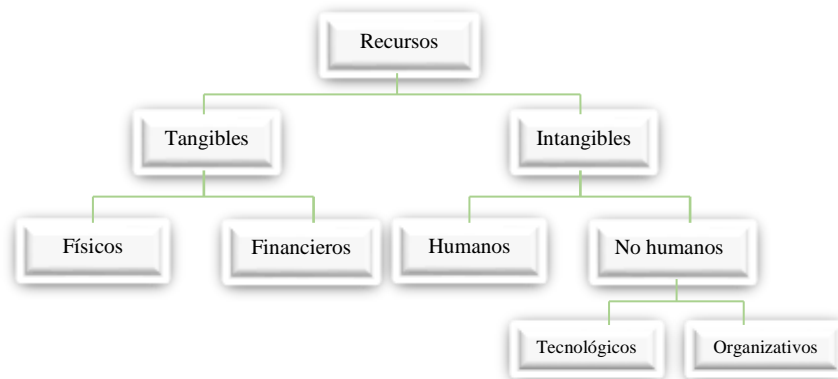 Recursos
Tangibles
Intangibles
Físicos
Financieros
Humanos
No humanos
Tecnológicos
Organizativos